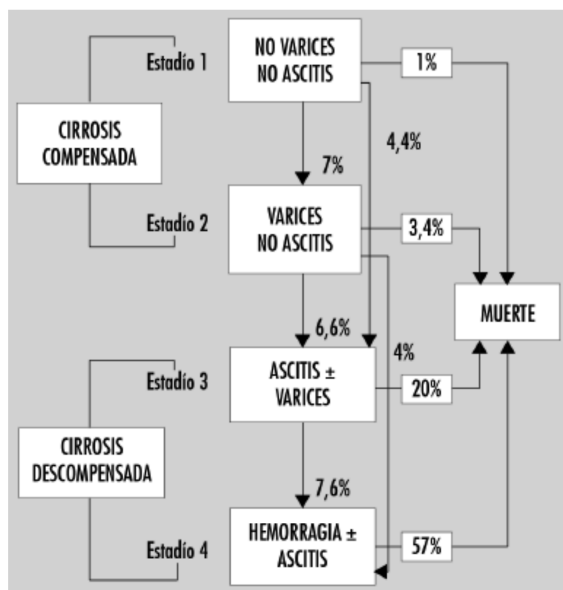 Estadío 1
NO VARICES
NO ASCITIS
1%
CIRROSIS
COMPENSADA
4,4%
7%
Estadío 2
VARICES
NO ASCITIS
3,4%
MUERTE
6,6%
4%
Estadío 3
ASCITIS ±
VARICES
20%
CIRROSIS
DESCOMPENSADA
7,6%
Estadío 4
HEMORRAGIA ±
ASCITIS
57%